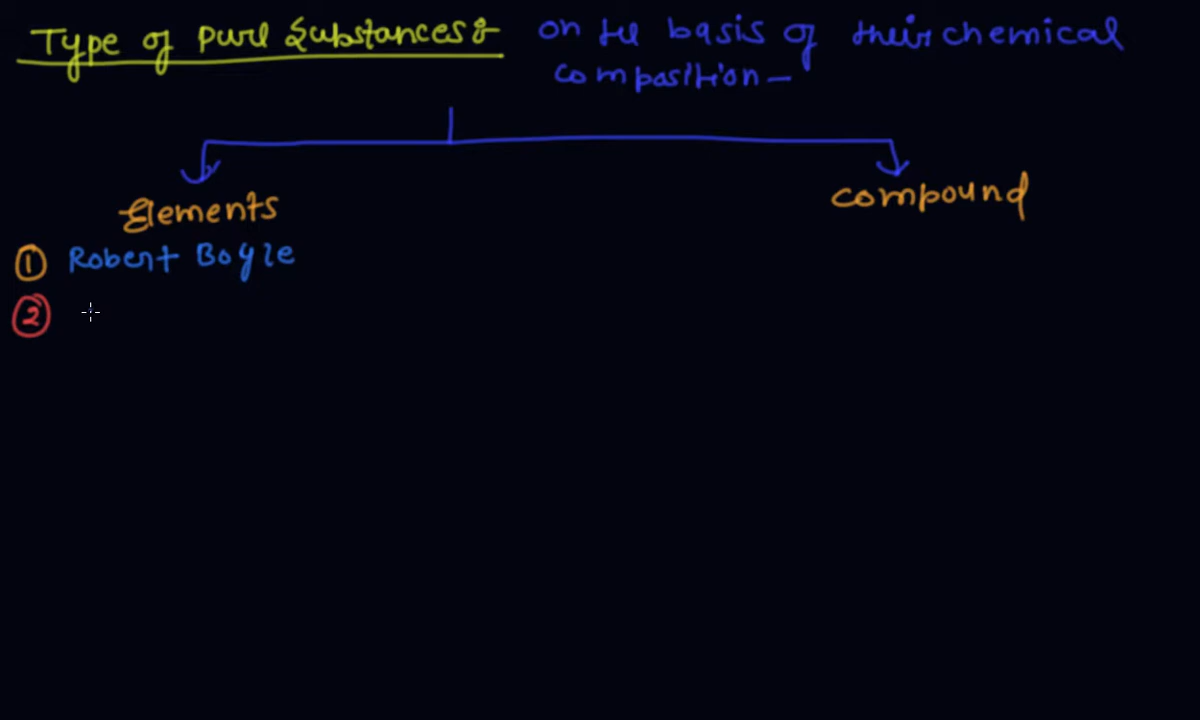 Type of pure Substances:- on the basis of their chemical
composition -
Elements
compound
① Robert Boyle
②